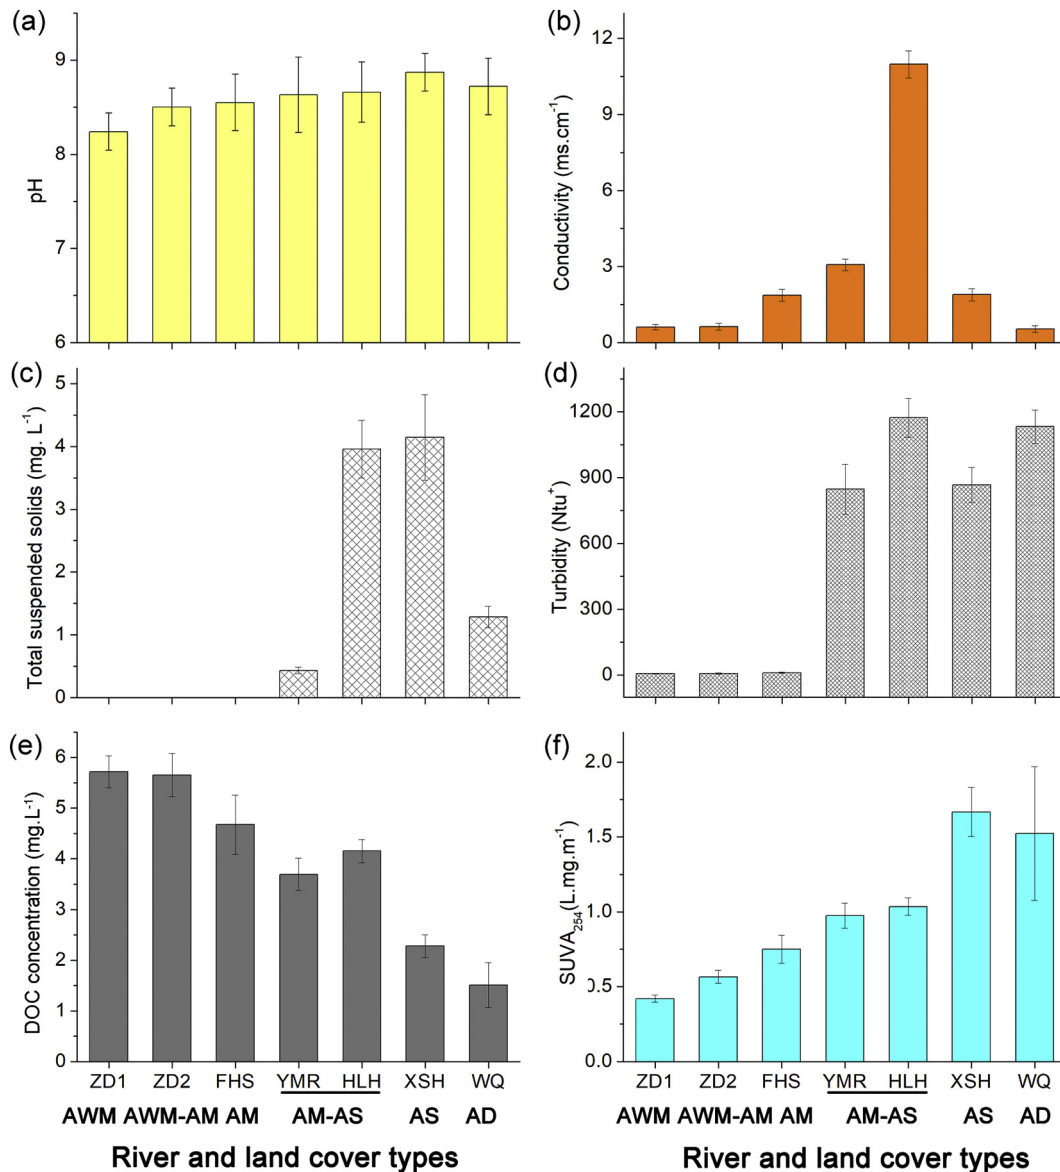 (a)
pH
9
8
7
6
(b)
Conductivity (ms.cm⁻¹)
12
9
6
3
0
(c)
Total suspended solids (mg. L⁻¹)
5
4
3
2
1
0
(d)
Turbidity (Ntu⁺)
1200
900
600
300
0
(e)
DOC concentration (mg.L⁻¹)
6
5
4
3
2
1
0
ZD1 ZD2 FHS YMR HLH XSH WQ
AWM AWM-AM AM AM-AS AS AD
River and land cover types
(f)
SUVA₂₅₄(L.mg.m⁻¹)
2.0
1.5
1.0
0.5
0.0
ZD1 ZD2 FHS YMR HLH XSH WQ
AWM AWM-AM AM AM-AS AS AD
River and land cover types